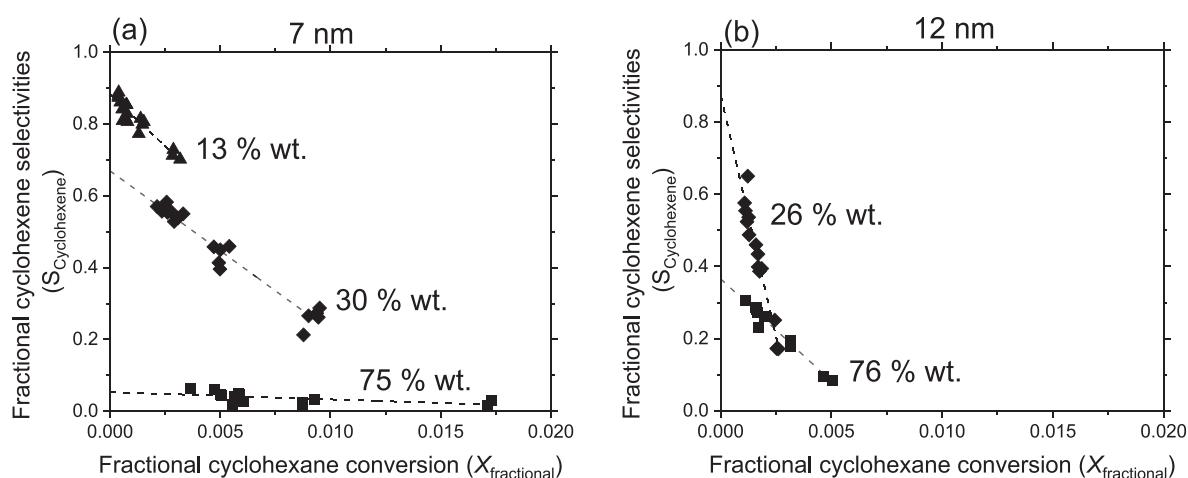 (a)
7 nm
Fractional cyclohexene selectivities
(S_Cyclohexene)
1.0
0.8
0.6
0.4
0.2
0.0
13 % wt.
30 % wt.
75 % wt.
0.000
0.005
0.010
0.015
0.020
Fractional cyclohexane conversion (X_fractional)
(b)
12 nm
Fractional cyclohexene selectivities
(S_Cyclohexene)
1.0
0.8
0.6
0.4
0.2
0.0
26 % wt.
76 % wt.
0.000
0.005
0.010
0.015
0.020
Fractional cyclohexane conversion (X_fractional)